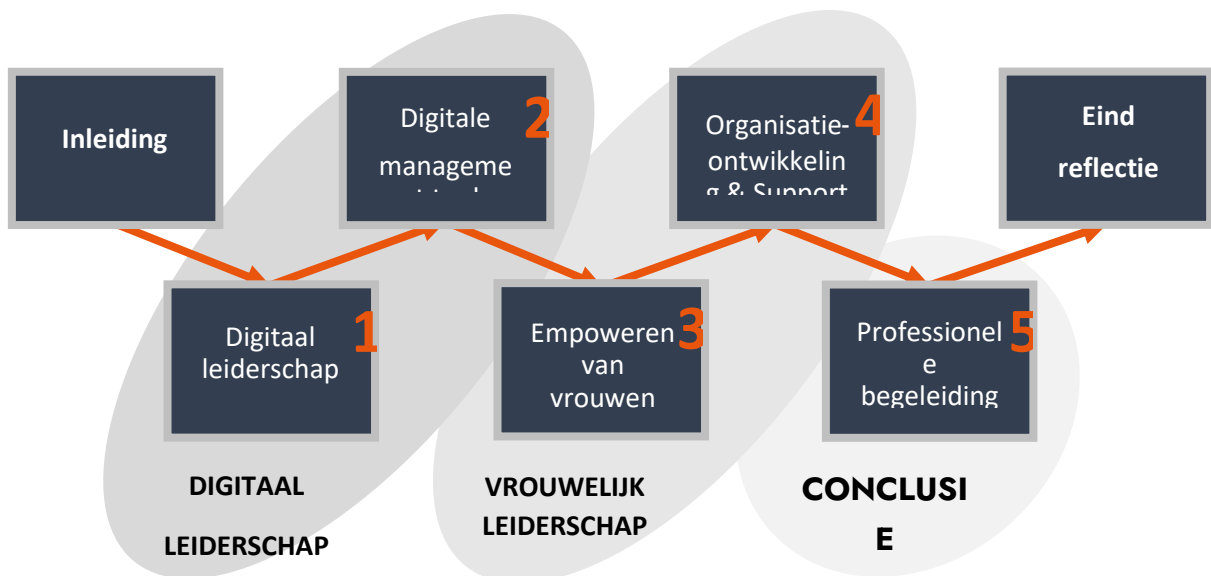 Inleiding
Digitale
manageme
2
Organisatie-
ontwikkelin
g & Support
4
Eind
reflectie
Digitaal
leiderschap
1
Empoweren
van
vrouwen
3
Professionel
e
begeleiding
5
DIGITAAL
LEIDERSCHAP
VROUWELIJK
LEIDERSCHAP
CONCLUSI
E